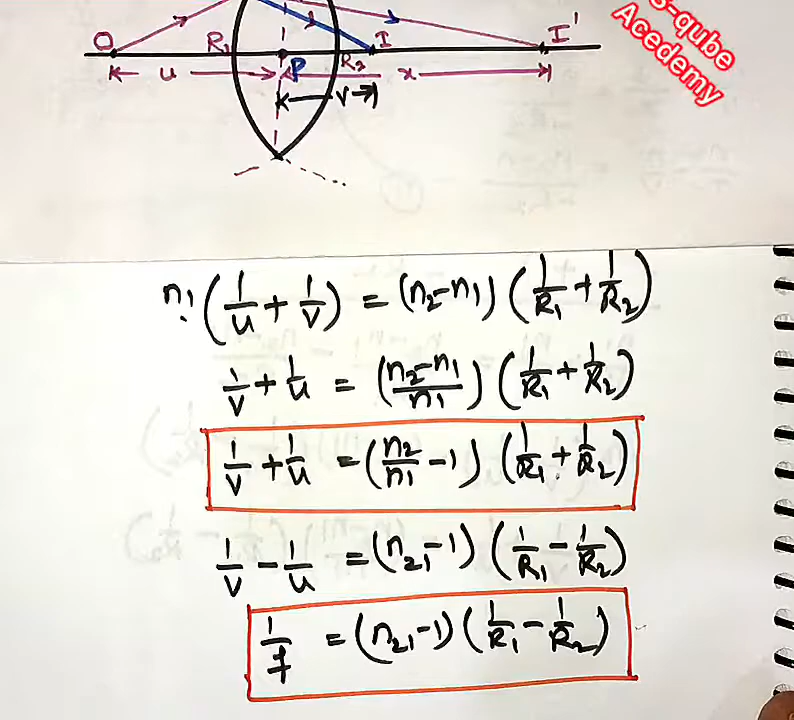 s-qube
Acedemy
O R₁ P R₂ I I'
u x
v
n₁ (1/u + 1/v) = (n₂-n₁) (1/R₁ + 1/R₂)
1/v + 1/u = (n₂-n₁/n₁) (1/R₁ + 1/R₂)
1/v + 1/u = (n₂/n₁ - 1) (1/R₁ + 1/R₂)
1/v - 1/u = (n₂₁-1) (1/R₁ - 1/R₂)
1/f = (n₂₁-1) (1/R₁ - 1/R₂)